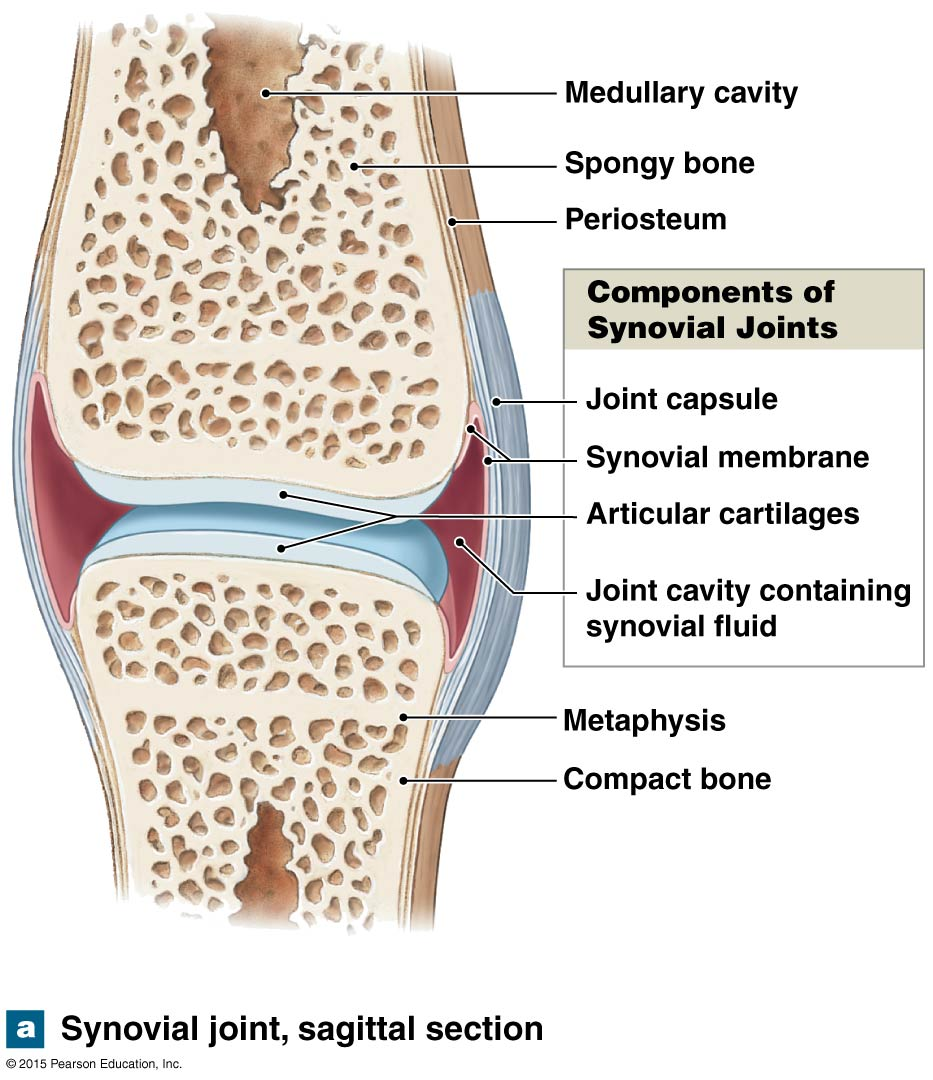 Medullary cavity
Spongy bone
Periosteum
Components of
Synovial Joints
Joint capsule
Synovial membrane
Articular cartilages
Joint cavity containing
synovial fluid
Metaphysis
Compact bone
a Synovial joint, sagittal section
© 2015 Pearson Education, Inc.